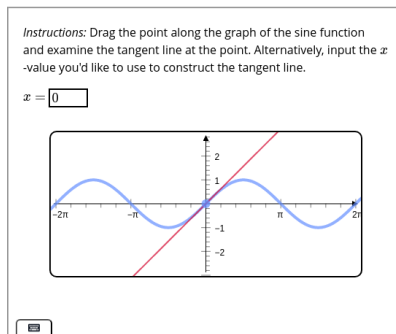 Instructions: Drag the point along the graph of the sine function
and examine the tangent line at the point. Alternatively, input the x
-value you'd like to use to construct the tangent line.
x = 0
2
1
−2π −π π 2π
−1
−2